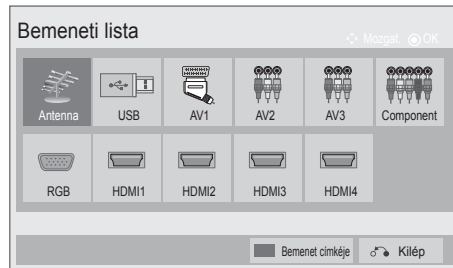 Bemeneti lista
Mozgat. OK
Antenna USB AV1 AV2 AV3 Component
RGB HDMI1 HDMI2 HDMI3 HDMI4
Bemenet címkéje Kilép